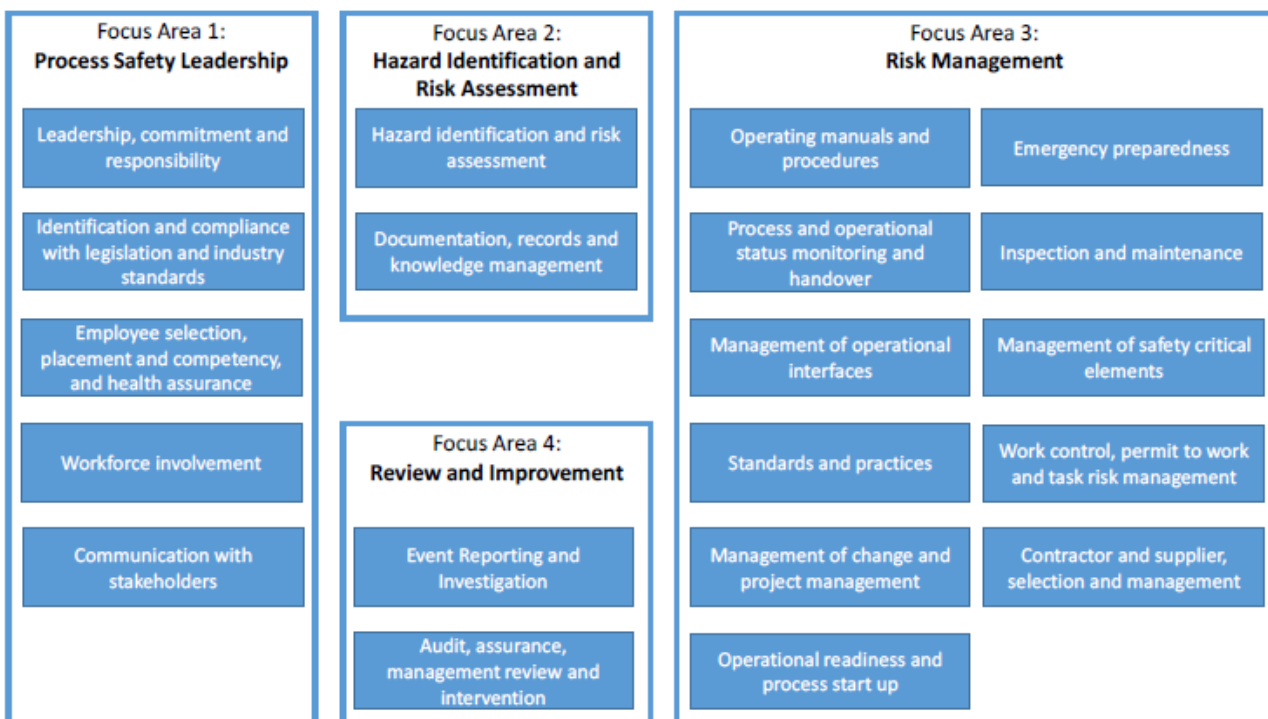 Focus Area 1:
Process Safety Leadership
Leadership, commitment and
responsibility
Identification and compliance
with legislation and industry
standards
Employee selection,
placement and competency,
and health assurance
Workforce involvement
Communication with
stakeholders
Focus Area 2:
Hazard Identification and
Risk Assessment
Hazard identification and risk
assessment
Documentation, records and
knowledge management
Focus Area 4:
Review and Improvement
Event Reporting and
Investigation
Audit, assurance,
management review and
intervention
Focus Area 3:
Risk Management
Operating manuals and
procedures
Emergency preparedness
Process and operational
status monitoring and
handover
Inspection and maintenance
Management of operational
interfaces
Management of safety critical
elements
Standards and practices
Work control, permit to work
and task risk management
Management of change and
project management
Contractor and supplier,
selection and management
Operational readiness and
process start up